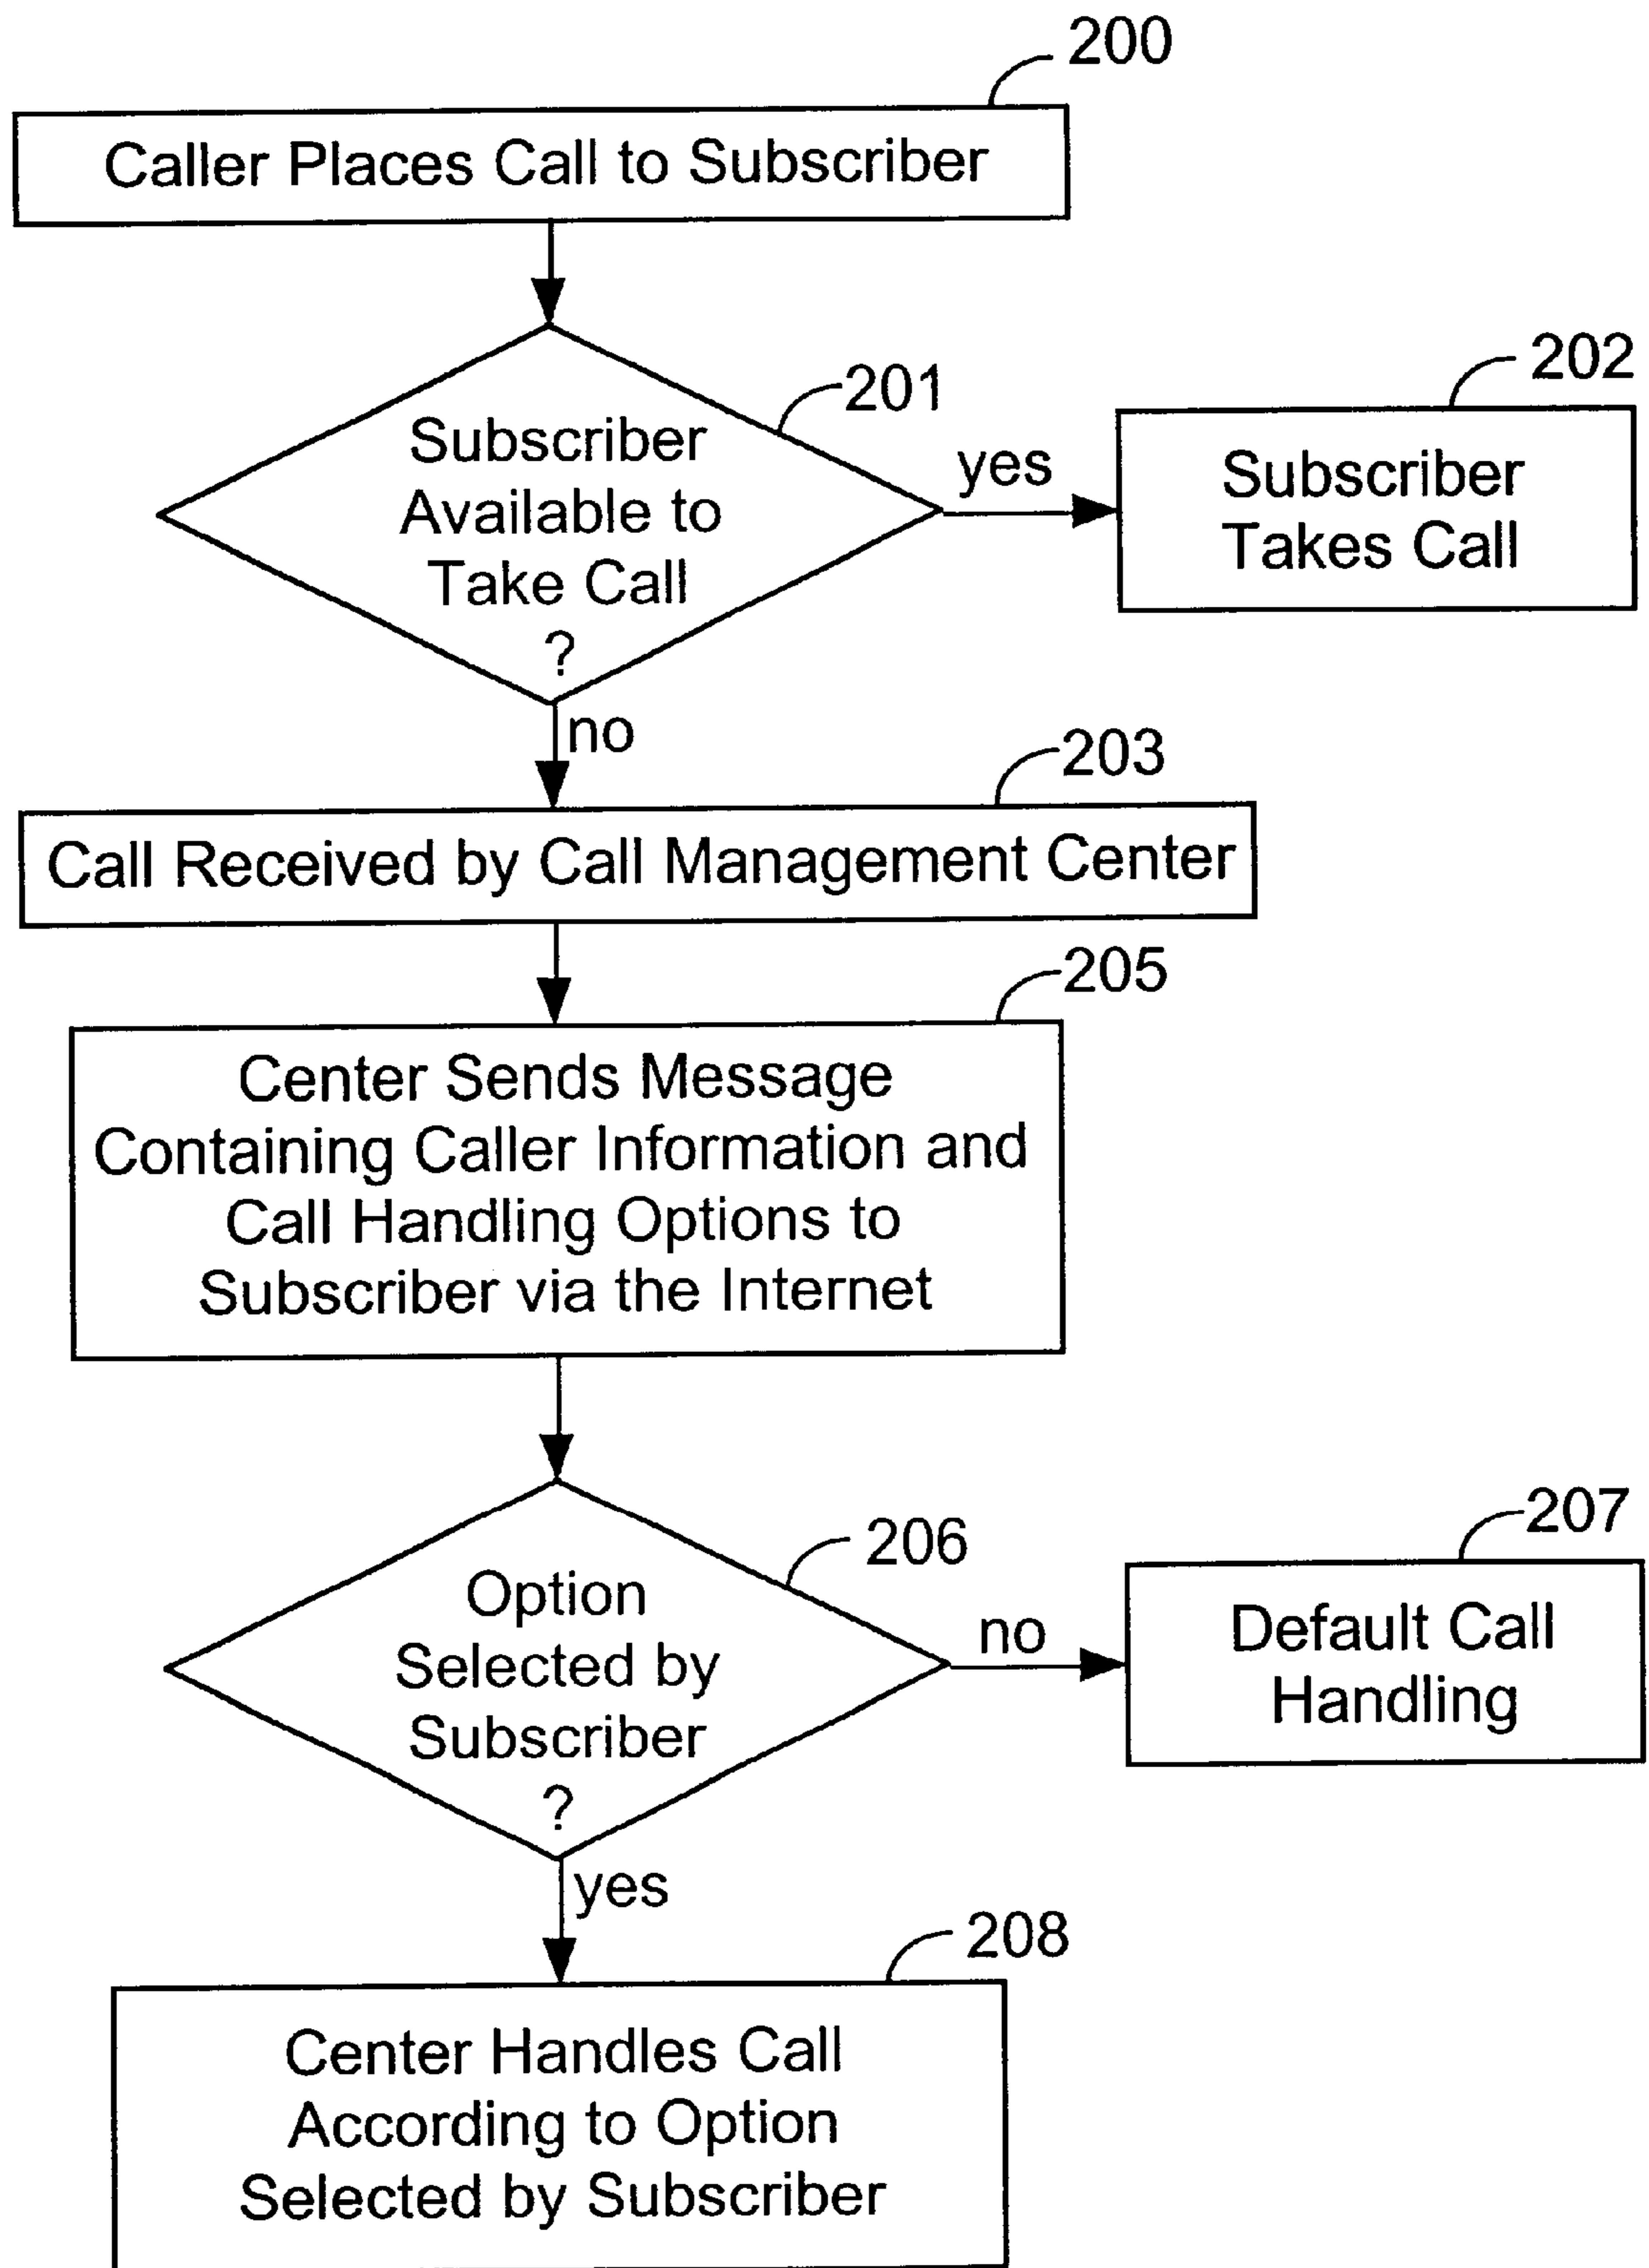 200
Caller Places Call to Subscriber
201
Subscriber
Available to
Take Call
?
yes
202
Subscriber
Takes Call
no
203
Call Received by Call Management Center
205
Center Sends Message
Containing Caller Information and
Call Handling Options to
Subscriber via the Internet
206
Option
Selected by
Subscriber
?
no
207
Default Call
Handling
yes
208
Center Handles Call
According to Option
Selected by Subscriber